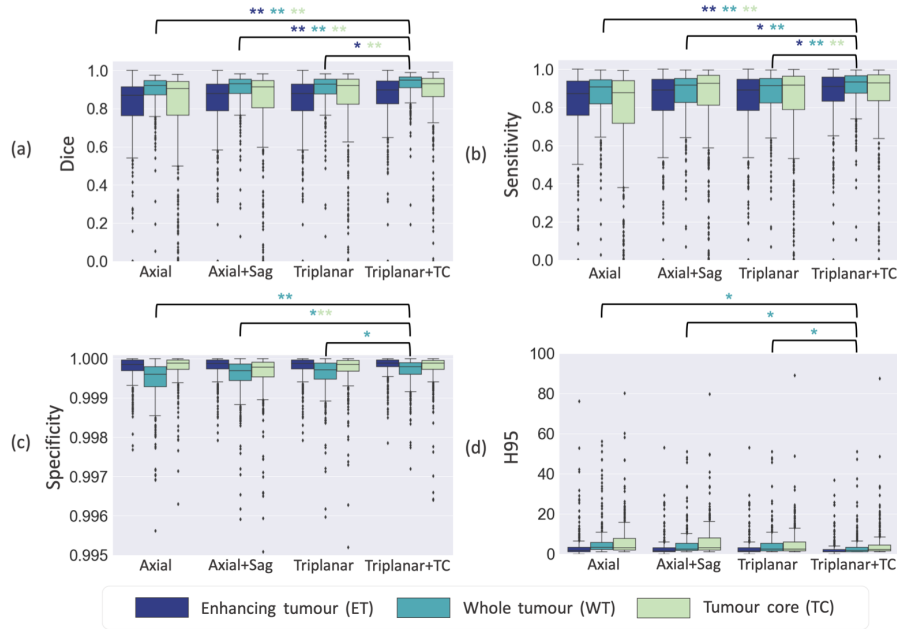 ** ** **
** ** **
* **
(a)
Dice
1.0
0.8
0.6
0.4
0.2
0.0
Axial
Axial+Sag
Triplanar
Triplanar+TC
** ** **
* **
* ** **
(b)
Sensitivity
1.0
0.8
0.6
0.4
0.2
0.0
Axial
Axial+Sag
Triplanar
Triplanar+TC
**
***
*
(c)
Specificity
1.000
0.999
0.998
0.997
0.996
0.995
Axial
Axial+Sag
Triplanar
Triplanar+TC
*
*
*
(d)
H95
100
80
60
40
20
0
Axial
Axial+Sag
Triplanar
Triplanar+TC
Enhancing tumour (ET)
Whole tumour (WT)
Tumour core (TC)